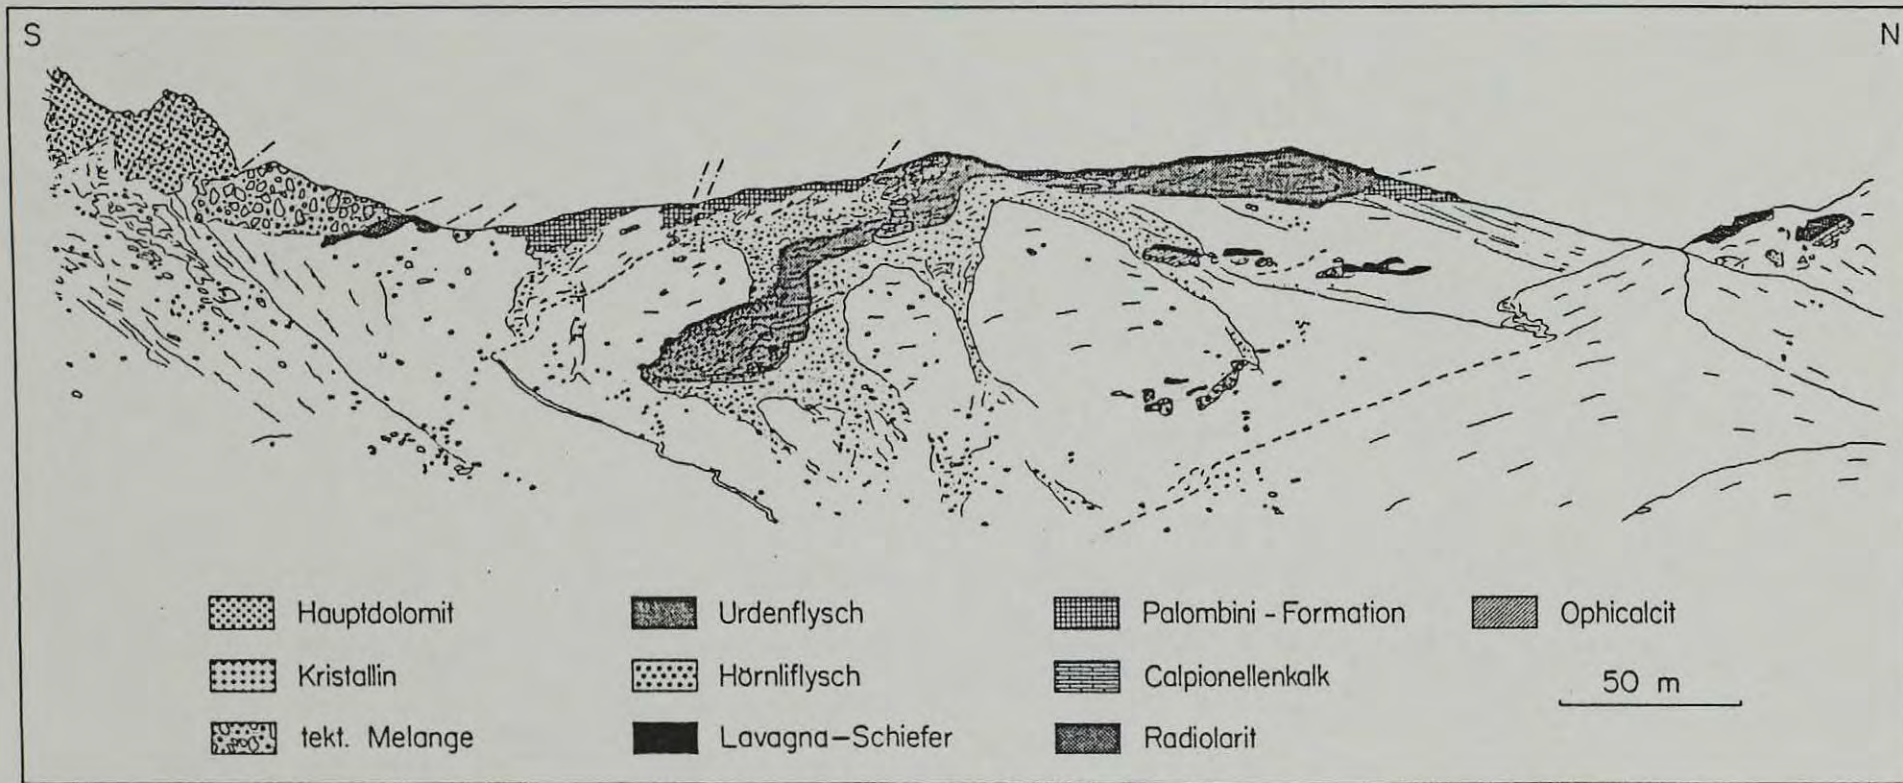 S
N
Hauptdolomit
Kristallin
tekt. Melange
Urdenflysch
Hörnliflysch
Lavagna–Schiefer
Palombini - Formation
Calpionellenkalk
Radiolarit
Ophicalcit
50 m